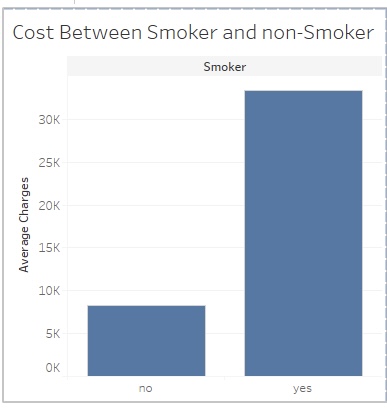 Cost Between Smoker and non-Smoker
Smoker
Average Charges
30K
25K
20K
15K
10K
5K
0K
no yes